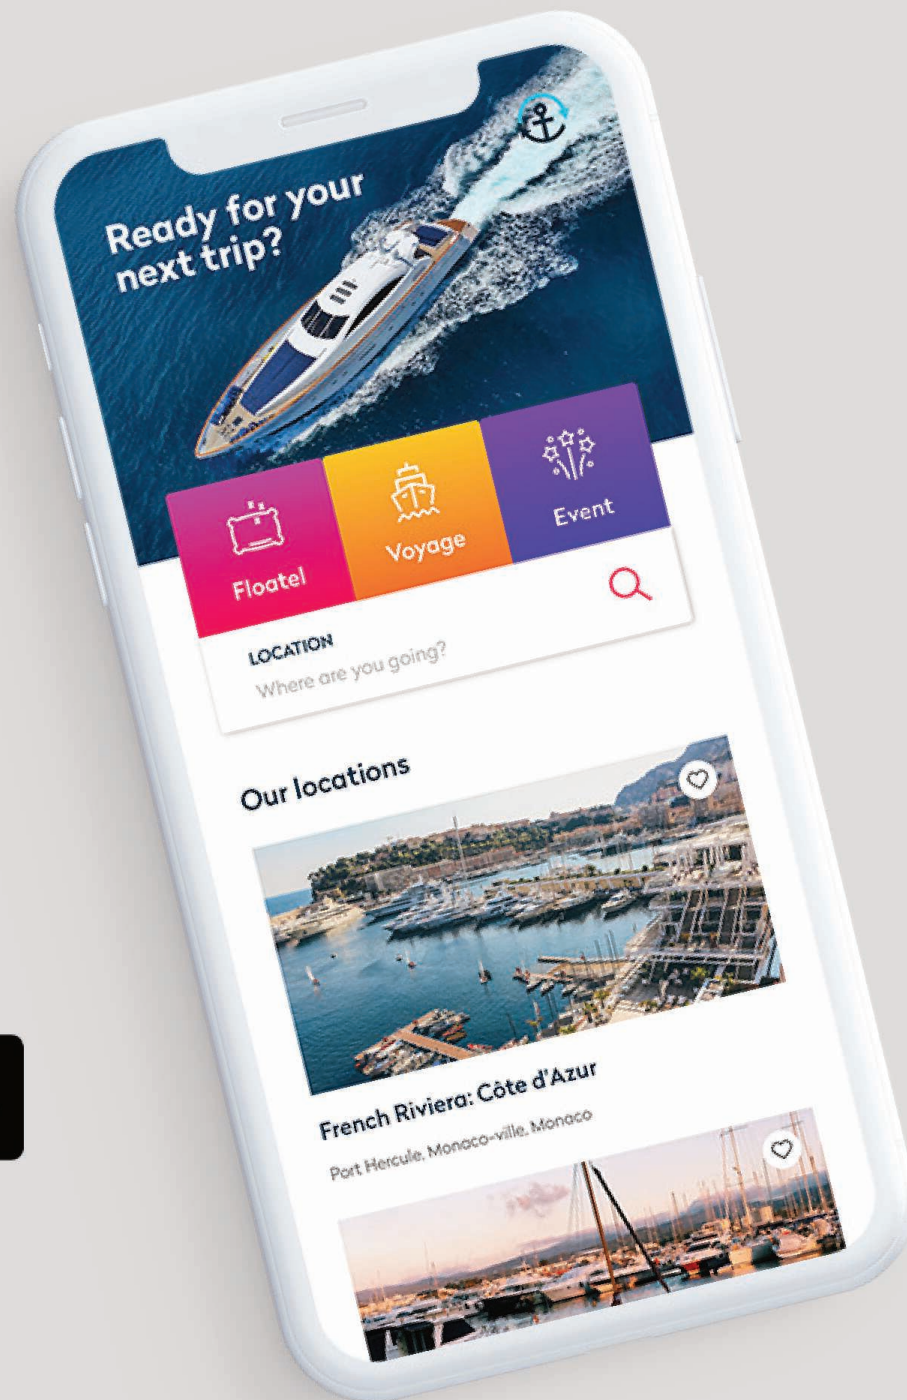 Ready for your
next trip?
Floatel
Voyage
Event
LOCATION
Where are you going?
Our locations
French Riviera: Côte d'Azur
Port Hercule, Monaco-ville, Monaco